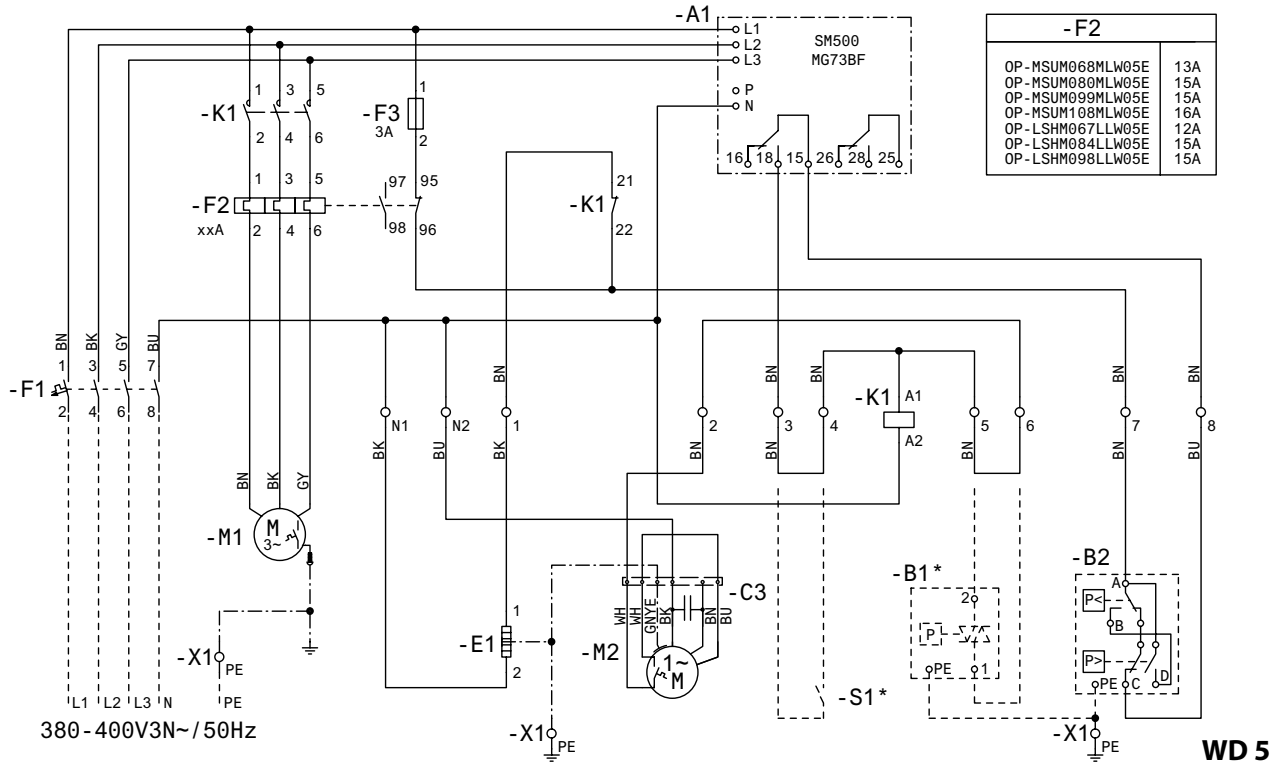 -A1
L1
L2
L3
P
N
SM500
MG73BF
16 18 15 26 28 25
-F2
OP-MSUM068MLW05E 13A
OP-MSUM080MLW05E 15A
OP-MSUM099MLW05E 15A
OP-MSUM108MLW05E 16A
OP-LSHM067LLW05E 12A
OP-LSHM084LLW05E 15A
OP-LSHM098LLW05E 15A
1 3 5
-K1
2 4 6
1
-F3
3A
2
1 3 5
-F2
xxA
2 4 6
97 95
98 96
21
-K1
22
BN BK GY BU
1 3 5 7
-F1
2 4 6 8
BN BN BN BN BN
N1 N2 1 2 3 4
-K1 A1
A2
5 6 7 8
BK BU BK BN BN BN BN BU
BN BK GY
-M1
M
3~
-X1
PE
L1 L2 L3 N PE
380-400V3N~/50Hz
1
-E1
2
-C3
WH WH GNYE BK BN BU
-M2
1~
M
-X1
PE
-S1*
-B1*
2
P
PE 1
-B2
A
P<
B
P>
PE C D
-X1
PE
WD 5